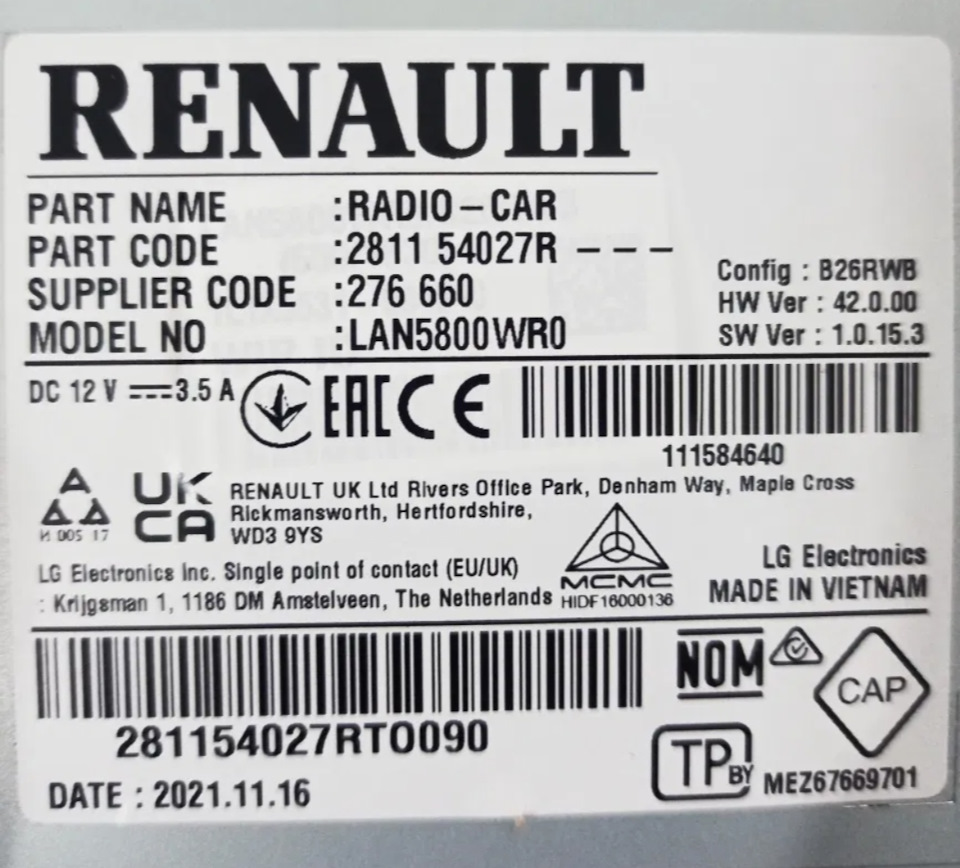 RENAULT
PART NAME :RADIO-CAR
PART CODE :2811 54027R - - -
SUPPLIER CODE :276 660
MODEL NO :LAN5800WR0
Config : B26RWB
HW Ver : 42.0.00
SW Ver : 1.0.15.3
DC 12 V ⎓3.5 A
EAC CE
111584640
UK
CA
И 005 17
RENAULT UK Ltd Rivers Office Park, Denham Way, Maple Cross
Rickmansworth, Hertfordshire,
WD3 9YS
LG Electronics Inc. Single point of contact (EU/UK)
: Krijgsman 1, 1186 DM Amstelveen, The Netherlands
MCMC
HIDF16000136
LG Electronics
MADE IN VIETNAM
281154027RT0090
DATE : 2021.11.16
NOM
CAP
TP BY
MEZ67669701